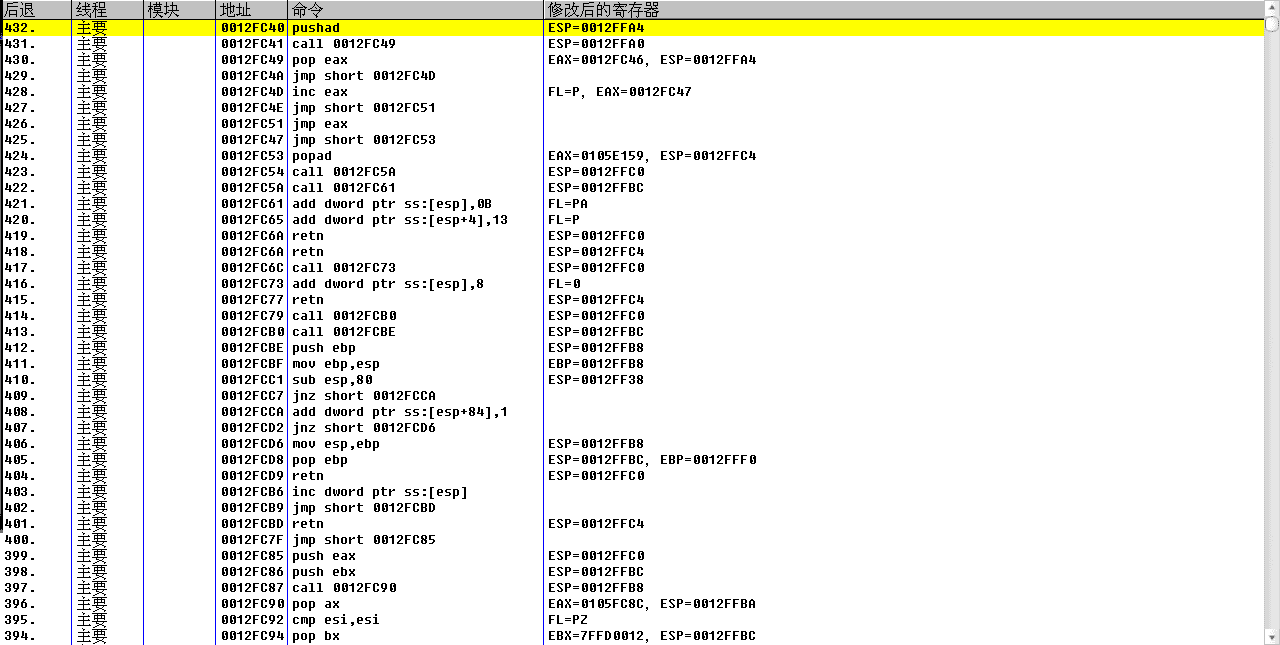 后退 线程 模块 地址 命令 修改后的寄存器
432. 主要 0012FC40 pushad ESP=0012FFA4
431. 主要 0012FC41 call 0012FC49 ESP=0012FFA0
430. 主要 0012FC49 pop eax EAX=0012FC46, ESP=0012FFA4
429. 主要 0012FC4A jmp short 0012FC4D
428. 主要 0012FC4D inc eax FL=P, EAX=0012FC47
427. 主要 0012FC4E jmp short 0012FC51
426. 主要 0012FC51 jmp eax
425. 主要 0012FC47 jmp short 0012FC53
424. 主要 0012FC53 popad EAX=0105E159, ESP=0012FFC4
423. 主要 0012FC54 call 0012FC5A ESP=0012FFC0
422. 主要 0012FC5A call 0012FC61 ESP=0012FFBC
421. 主要 0012FC61 add dword ptr ss:[esp],0B FL=PA
420. 主要 0012FC65 add dword ptr ss:[esp+4],13 FL=P
419. 主要 0012FC6A retn ESP=0012FFC0
418. 主要 0012FC6A retn ESP=0012FFC4
417. 主要 0012FC6C call 0012FC73 ESP=0012FFC0
416. 主要 0012FC73 add dword ptr ss:[esp],8 FL=0
415. 主要 0012FC77 retn ESP=0012FFC4
414. 主要 0012FC79 call 0012FCB0 ESP=0012FFC0
413. 主要 0012FCB0 call 0012FCBE ESP=0012FFBC
412. 主要 0012FCBE push ebp ESP=0012FFB8
411. 主要 0012FCBF mov ebp,esp EBP=0012FFB8
410. 主要 0012FCC1 sub esp,80 ESP=0012FF38
409. 主要 0012FCC7 jnz short 0012FCCA
408. 主要 0012FCCA add dword ptr ss:[esp+84],1
407. 主要 0012FCD2 jnz short 0012FCD6
406. 主要 0012FCD6 mov esp,ebp ESP=0012FFB8
405. 主要 0012FCD8 pop ebp ESP=0012FFBC, EBP=0012FFF0
404. 主要 0012FCD9 retn ESP=0012FFC0
403. 主要 0012FCB6 inc dword ptr ss:[esp]
402. 主要 0012FCB9 jmp short 0012FCBD
401. 主要 0012FCBD retn ESP=0012FFC4
400. 主要 0012FC7F jmp short 0012FC85
399. 主要 0012FC85 push eax ESP=0012FFC0
398. 主要 0012FC86 push ebx ESP=0012FFBC
397. 主要 0012FC87 call 0012FC90 ESP=0012FFB8
396. 主要 0012FC90 pop ax EAX=0105FC8C, ESP=0012FFBA
395. 主要 0012FC92 cmp esi,esi FL=PZ
394. 主要 0012FC94 pop bx EBX=7FFD0012, ESP=0012FFBC